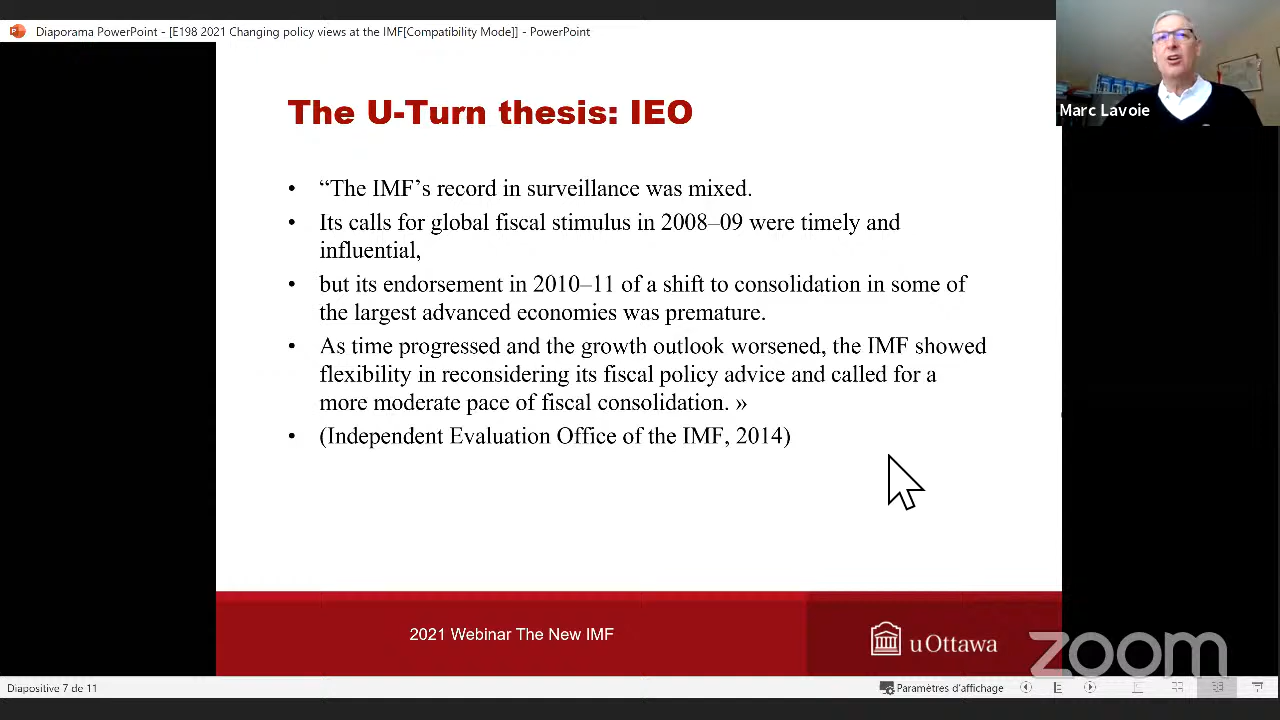 Diaporama PowerPoint - [E198 2021 Changing policy views at the IMF[Compatibility Mode]] - PowerPoint
Marc Lavoie
The U-Turn thesis: IEO
• “The IMF’s record in surveillance was mixed.
• Its calls for global fiscal stimulus in 2008–09 were timely and
influential,
• but its endorsement in 2010–11 of a shift to consolidation in some of
the largest advanced economies was premature.
• As time progressed and the growth outlook worsened, the IMF showed
flexibility in reconsidering its fiscal policy advice and called for a
more moderate pace of fiscal consolidation. »
• (Independent Evaluation Office of the IMF, 2014)
2021 Webinar The New IMF
uOttawa
zoom
Diapositive 7 de 11
Paramètres d'affichage